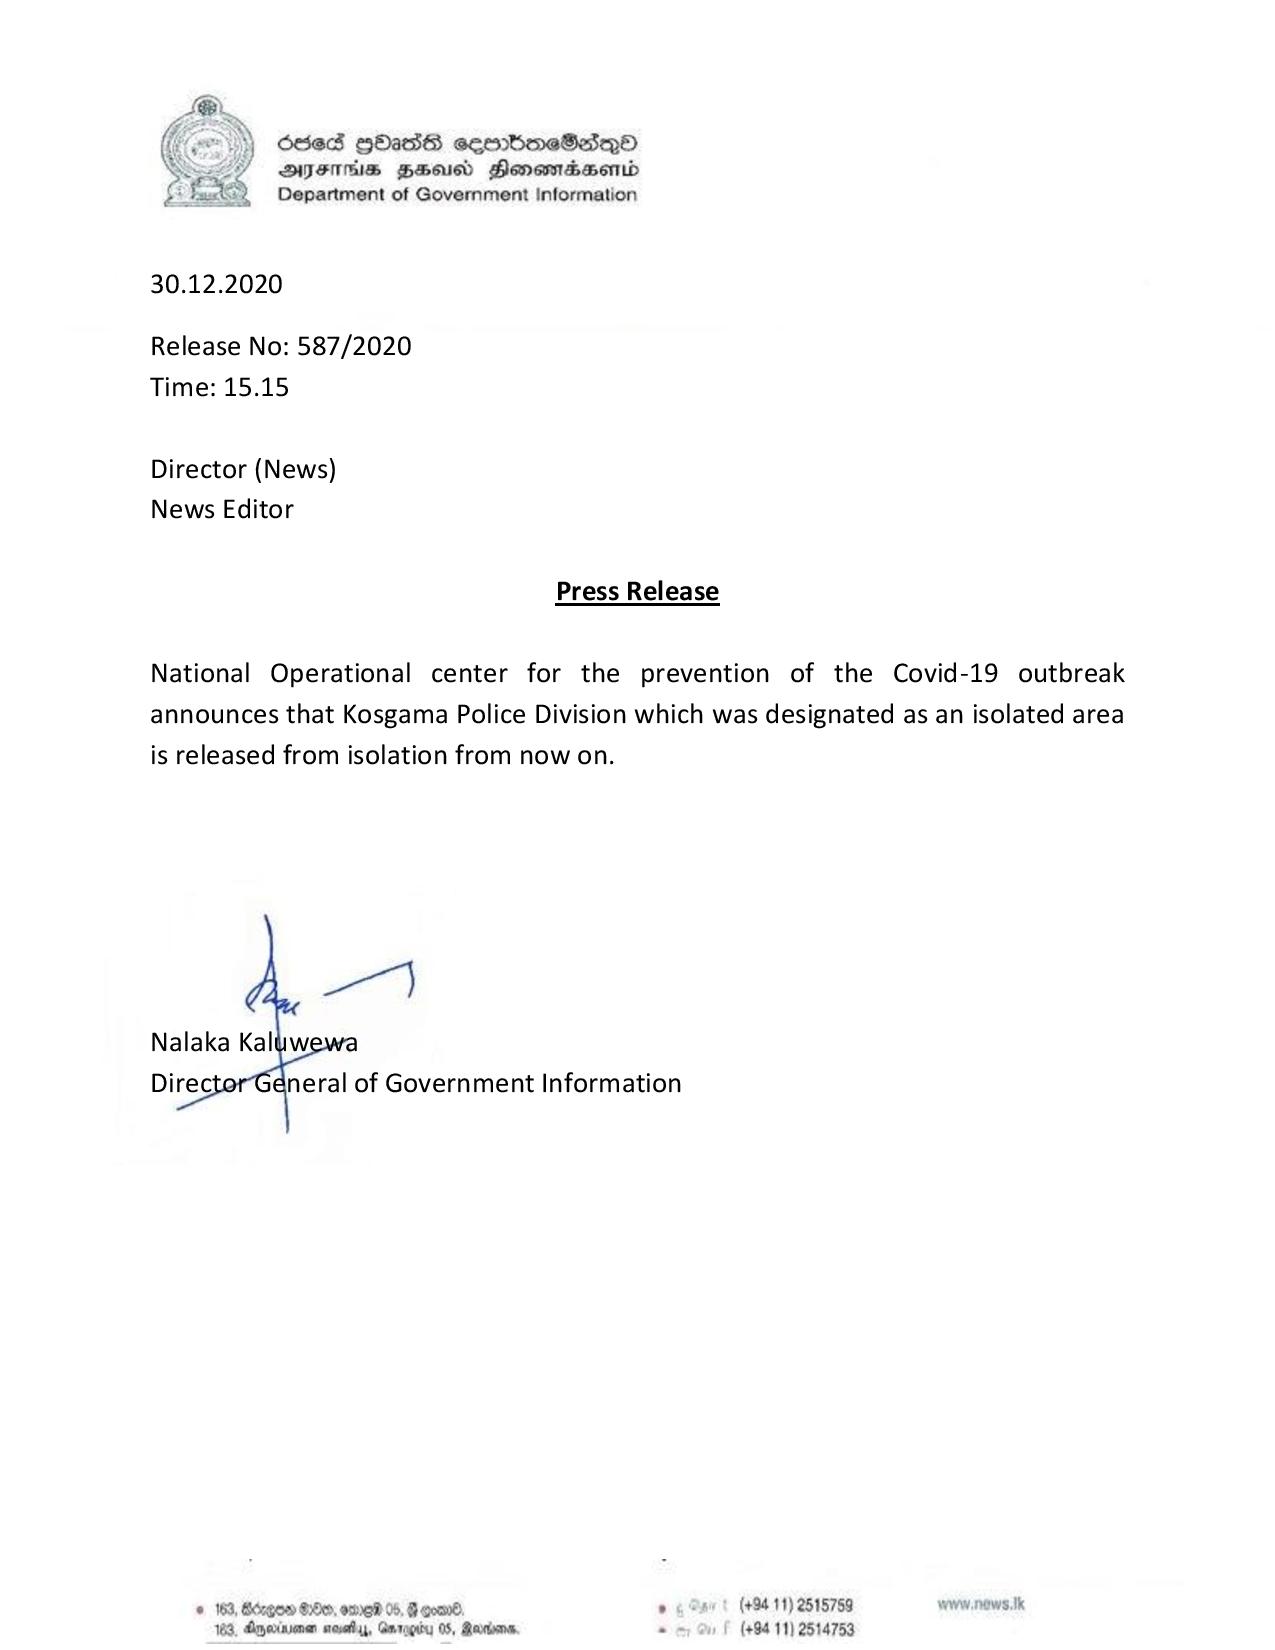 රජයේ ප්‍රවෘත්ති දෙපාර්තමේන්තුව
அரசாங்க தகவல் திணைக்களம்
Department of Government Information
30.12.2020
Release No: 587/2020
Time: 15.15
Director (News)
News Editor
Press Release
National Operational center for the prevention of the Covid-19 outbreak
announces that Kosgama Police Division which was designated as an isolated area
is released from isolation from now on.
Nalaka Kaluwewa
Director General of Government Information
163, කිරුලපන මාවත, කොළඹ 05, ශ්‍රී ලංකාව.
163, கிருலப்பனை எவனியூ, கொழும்பு 05, இலங்கை.
(+94 11) 2515759
(+94 11) 2514753
www.news.lk